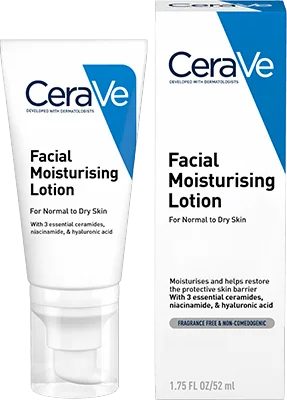 CeraVe
DEVELOPED WITH DERMATOLOGISTS
Facial
Moisturising
Lotion
For Normal to Dry Skin
With 3 essential ceramides,
niacinamide, & hyaluronic acid
CeraVe
DEVELOPED WITH DERMATOLOGISTS
Facial
Moisturising
Lotion
For Normal to Dry Skin
Moisturises and helps restore
the protective skin barrier
With 3 essential ceramides,
niacinamide, & hyaluronic acid
FRAGRANCE FREE & NON-COMEDOGENIC
1.75 FL OZ/52 ml